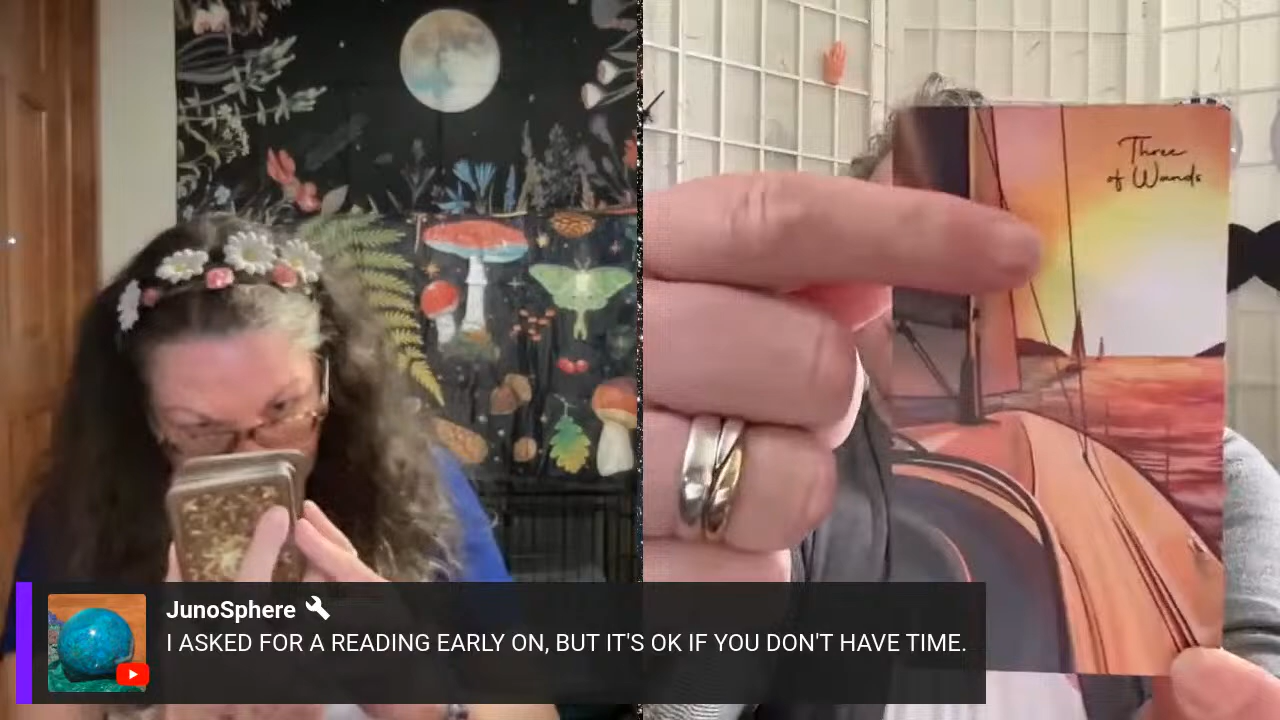 Three
of Wands
JunoSphere
I ASKED FOR A READING EARLY ON, BUT IT'S OK IF YOU DON'T HAVE TIME.